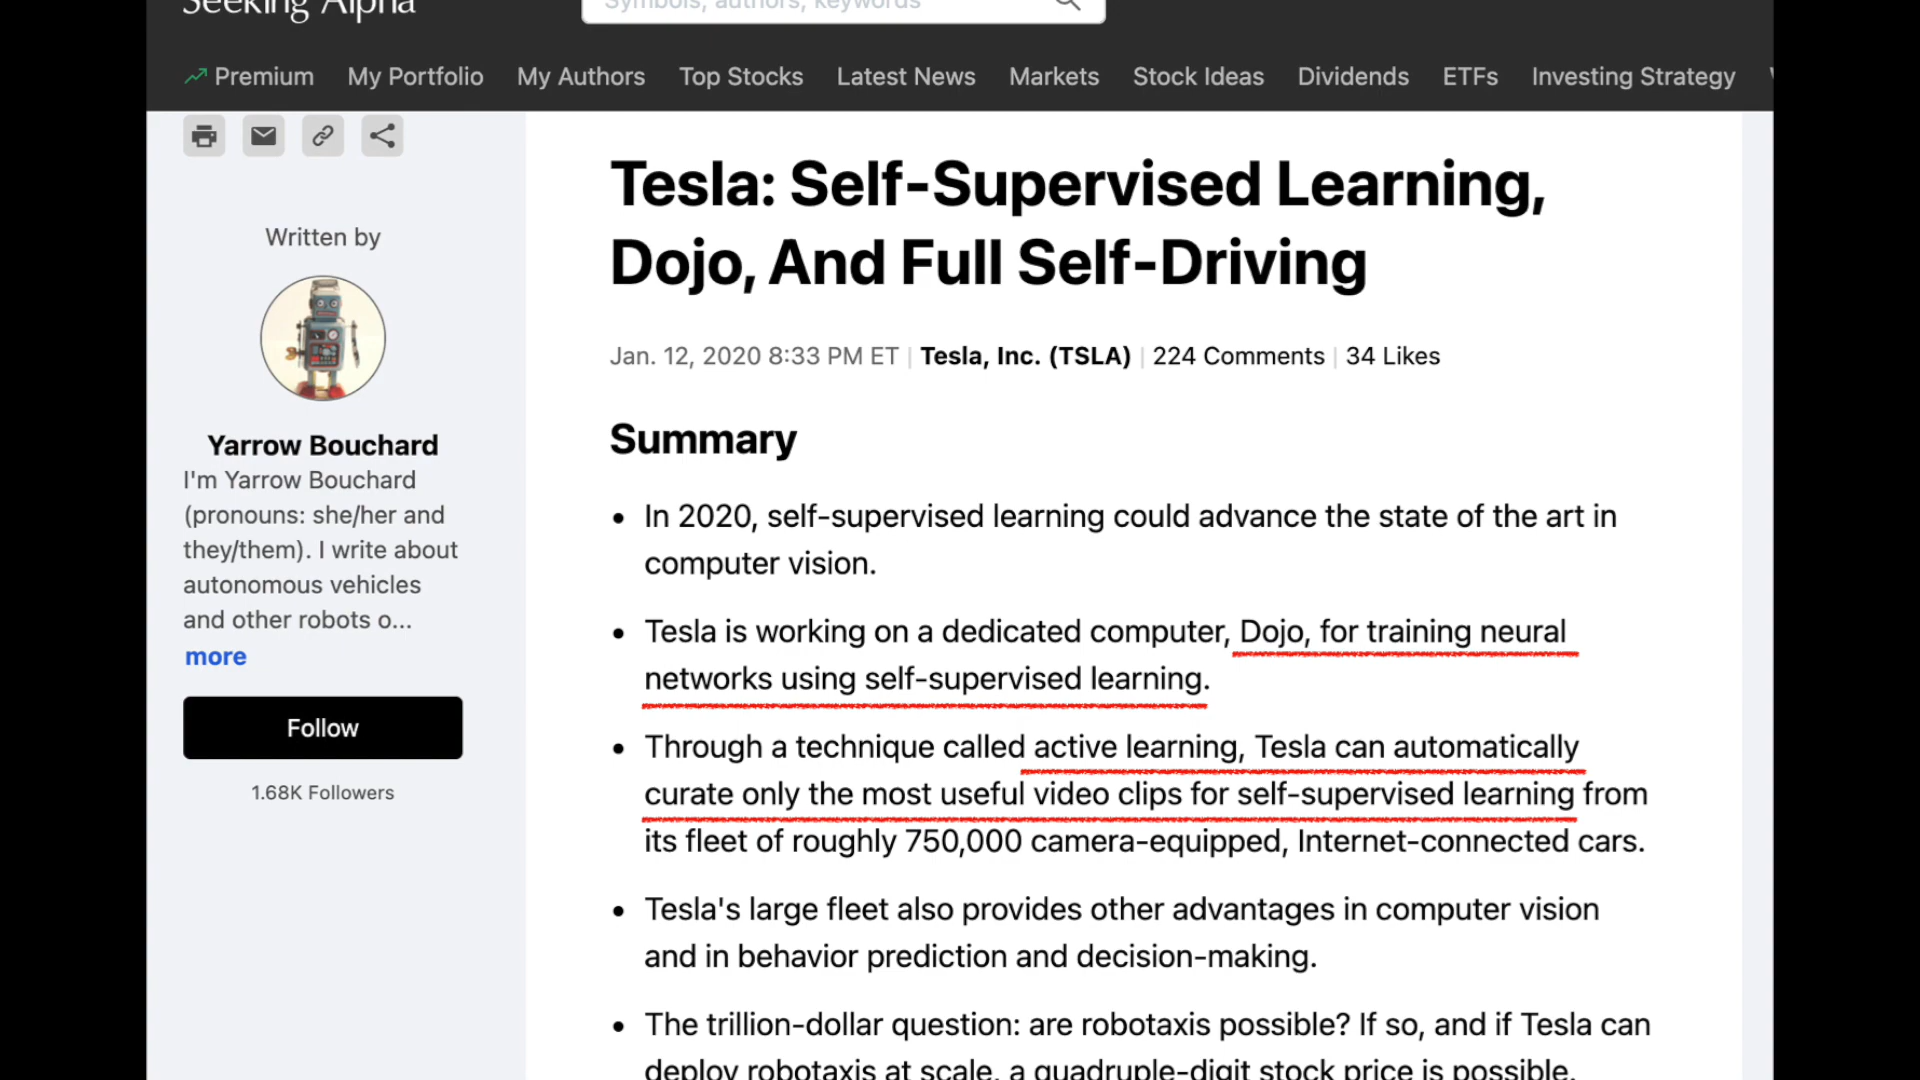 Seeking Alpha
Symbols, authors, keywords
Premium My Portfolio My Authors Top Stocks Latest News Markets Stock Ideas Dividends ETFs Investing Strategy
Written by
Yarrow Bouchard
I'm Yarrow Bouchard
(pronouns: she/her and
they/them). I write about
autonomous vehicles
and other robots o...
more
Follow
1.68K Followers
Tesla: Self-Supervised Learning,
Dojo, And Full Self-Driving
Jan. 12, 2020 8:33 PM ET | Tesla, Inc. (TSLA) | 224 Comments | 34 Likes
Summary
• In 2020, self-supervised learning could advance the state of the art in
computer vision.
• Tesla is working on a dedicated computer, Dojo, for training neural
networks using self-supervised learning.
• Through a technique called active learning, Tesla can automatically
curate only the most useful video clips for self-supervised learning from
its fleet of roughly 750,000 camera-equipped, Internet-connected cars.
• Tesla's large fleet also provides other advantages in computer vision
and in behavior prediction and decision-making.
• The trillion-dollar question: are robotaxis possible? If so, and if Tesla can
deploy robotaxis at scale, a quadruple-digit stock price is possible.